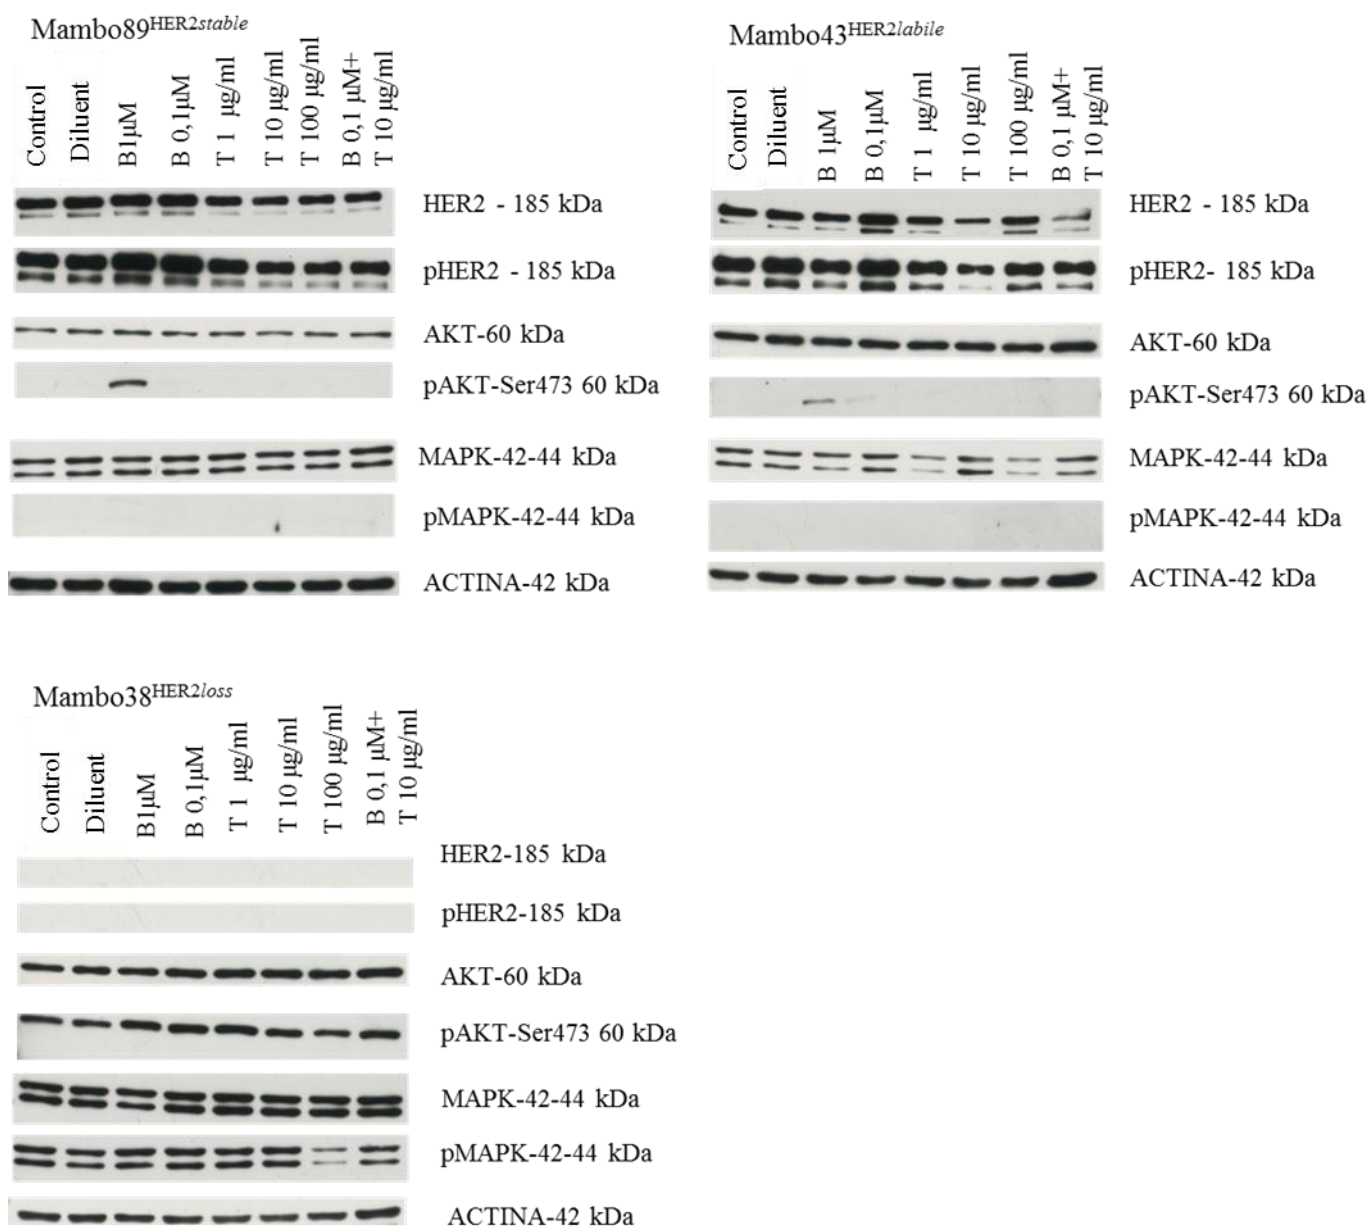 Mambo89HER2stable
Control
Diluent
B1µM
B 0,1µM
T 1 µg/ml
T 10 µg/ml
T 100 µg/ml
B 0,1 µM+
T 10 µg/ml
HER2 - 185 kDa
pHER2 - 185 kDa
AKT-60 kDa
pAKT-Ser473 60 kDa
MAPK-42-44 kDa
pMAPK-42-44 kDa
ACTINA-42 kDa
Mambo43HER2labile
Control
Diluent
B 1µM
B 0,1µM
T 1 µg/ml
T 10 µg/ml
T 100 µg/ml
B 0,1 µM+
T 10 µg/ml
HER2 - 185 kDa
pHER2- 185 kDa
AKT-60 kDa
pAKT-Ser473 60 kDa
MAPK-42-44 kDa
pMAPK-42-44 kDa
ACTINA-42 kDa
Mambo38HER2loss
Control
Diluent
B1µM
B 0,1µM
T 1 µg/ml
T 10 µg/ml
T 100 µg/ml
B 0,1 µM+
T 10 µg/ml
HER2-185 kDa
pHER2-185 kDa
AKT-60 kDa
pAKT-Ser473 60 kDa
MAPK-42-44 kDa
pMAPK-42-44 kDa
ACTINA-42 kDa